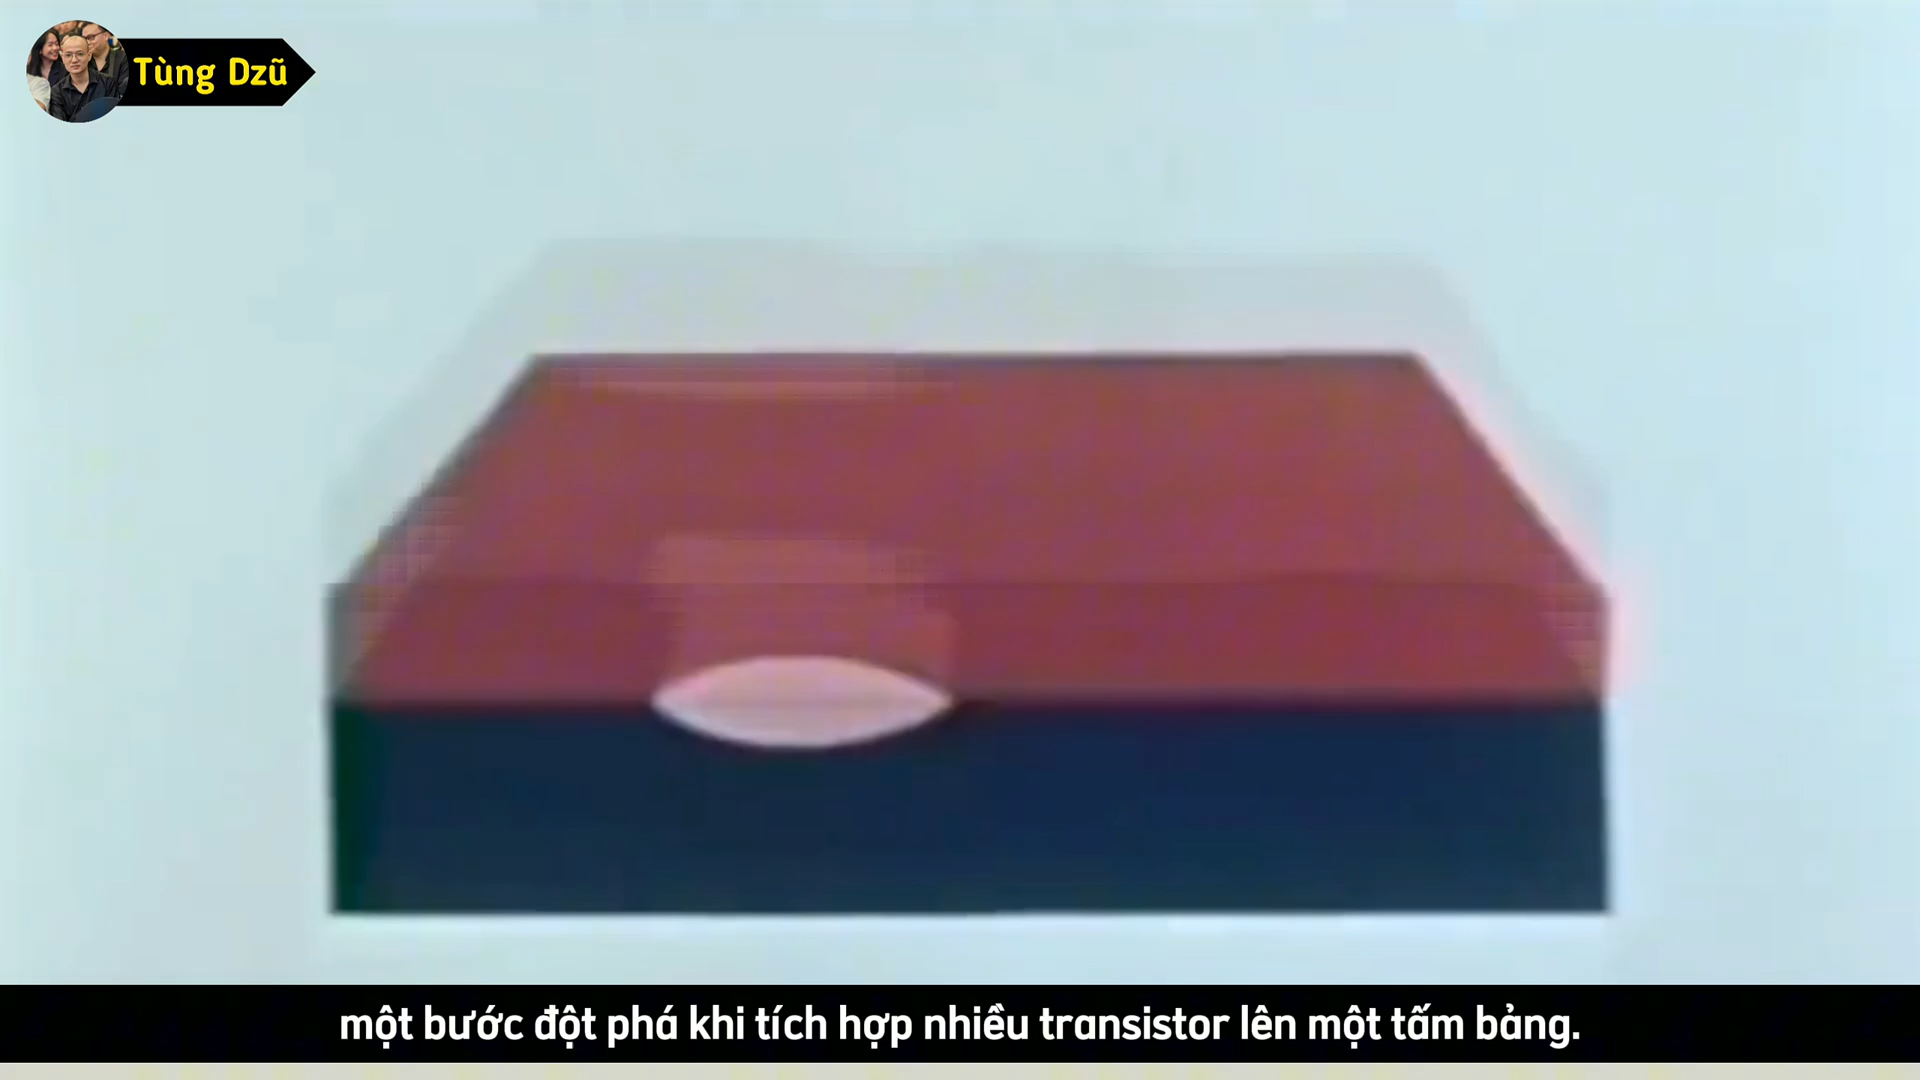 Tùng Dzũ
một bước đột phá khi tích hợp nhiều transistor lên một tấm bảng.